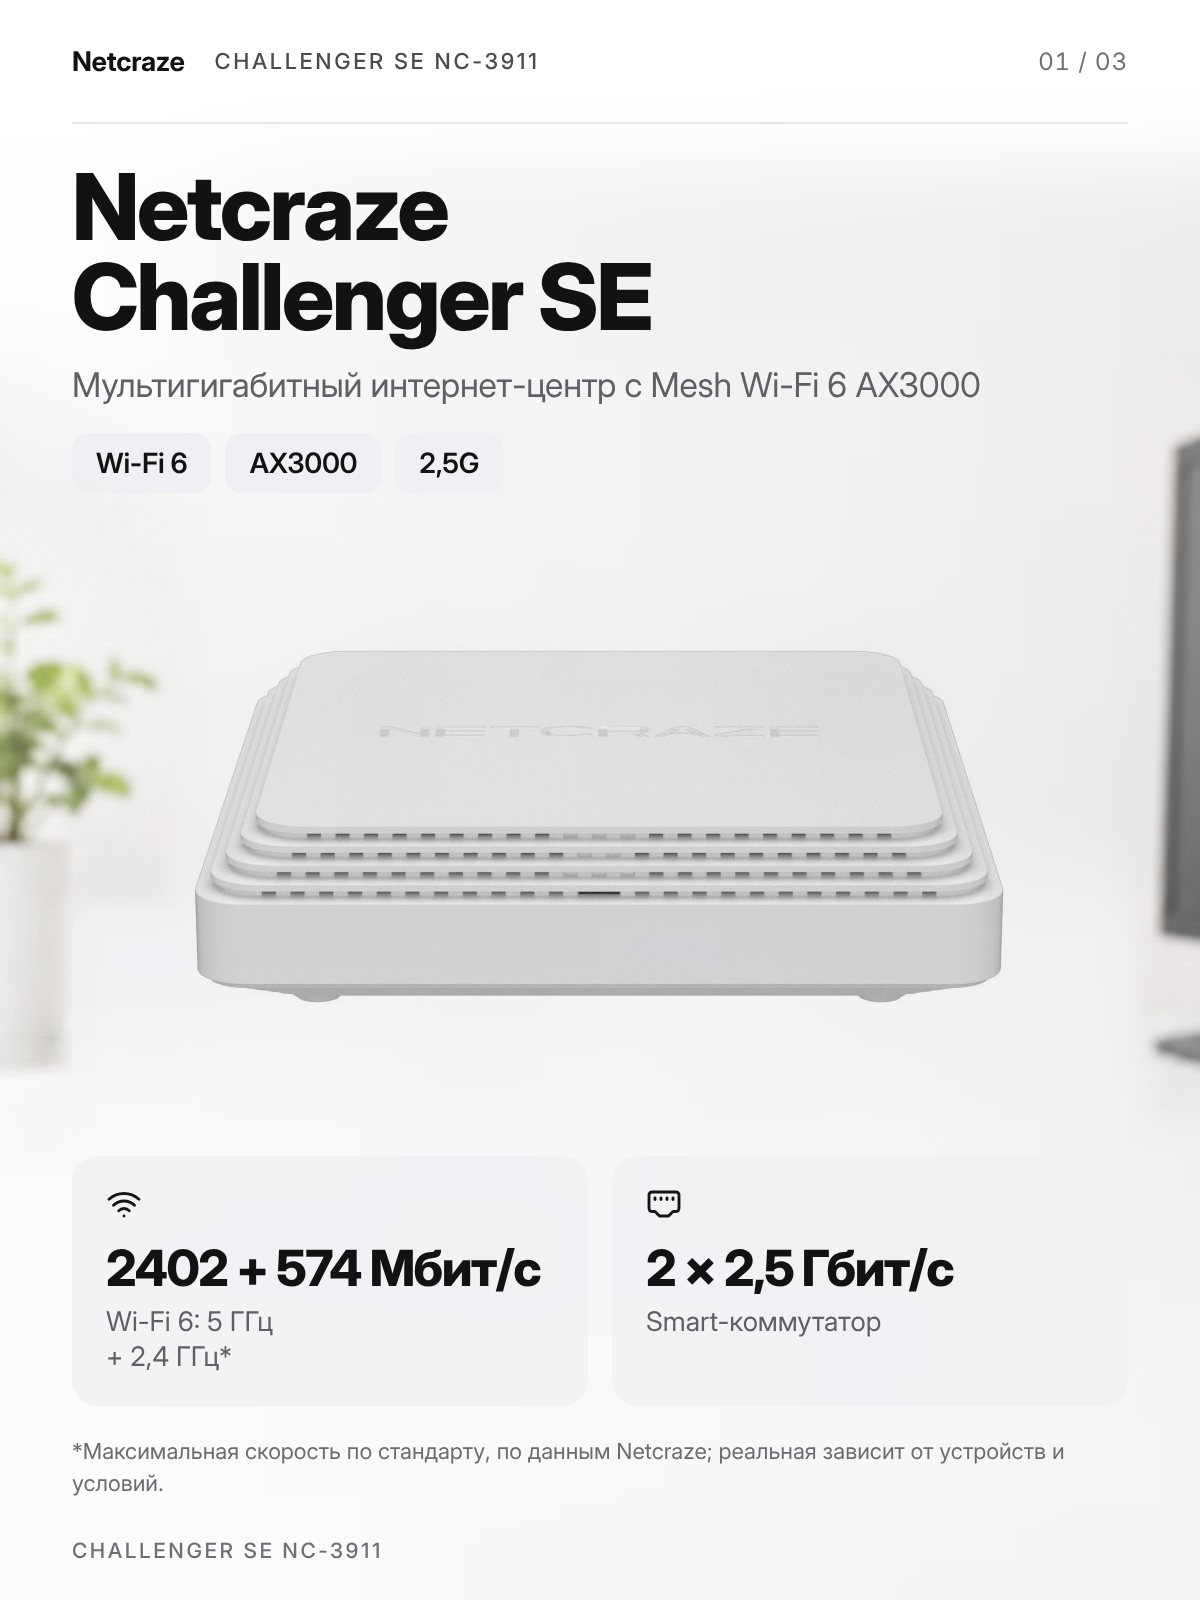 Netcraze CHALLENGER SE NC-3911 01 / 03
Netcraze
Challenger SE
Мультигигабитный интернет-центр с Mesh Wi-Fi 6 AX3000
Wi-Fi 6 AX3000 2,5G
NETCRAZE
2402 + 574 Мбит/с
Wi-Fi 6: 5 ГГц
+ 2,4 ГГц*
2 × 2,5 Гбит/с
Smart-коммутатор
*Максимальная скорость по стандарту, по данным Netcraze; реальная зависит от устройств и
условий.
CHALLENGER SE NC-3911